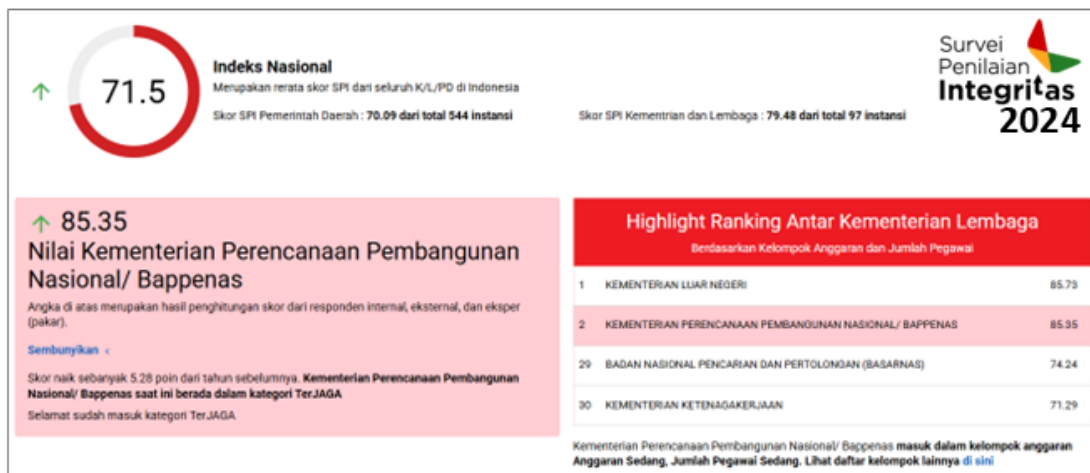 71.5
Indeks Nasional
Merupakan rerata skor SPI dari seluruh K/L/PD di Indonesia
Skor SPI Pemerintah Daerah : 70.09 dari total 544 instansi
Skor SPI Kementrian dan Lembaga : 79.48 dari total 97 instansi
Survei
Penilaian
Integritas
2024
85.35
Nilai Kementerian Perencanaan Pembangunan
Nasional/ Bappenas
Angka di atas merupakan hasil penghitungan skor dari responden internal, eksternal, dan eksper
(pakar).
Sembunyikan <
Skor naik sebanyak 5.28 poin dari tahun sebelumnya. Kementerian Perencanaan Pembangunan
Nasional/ Bappenas saat ini berada dalam kategori TerJAGA
Selamat sudah masuk kategori TerJAGA
Highlight Ranking Antar Kementerian Lembaga
Berdasarkan Kelompok Anggaran dan Jumlah Pegawai
1 KEMENTERIAN LUAR NEGERI 85.73
2 KEMENTERIAN PERENCANAAN PEMBANGUNAN NASIONAL/ BAPPENAS 85.35
29 BADAN NASIONAL PENCARIAN DAN PERTOLONGAN (BASARNAS) 74.24
30 KEMENTERIAN KETENAGAKERJAAN 71.29
Kementerian Perencanaan Pembangunan Nasional/ Bappenas masuk dalam kelompok anggaran
Anggaran Sedang, Jumlah Pegawai Sedang. Lihat daftar kelompok lainnya di sini